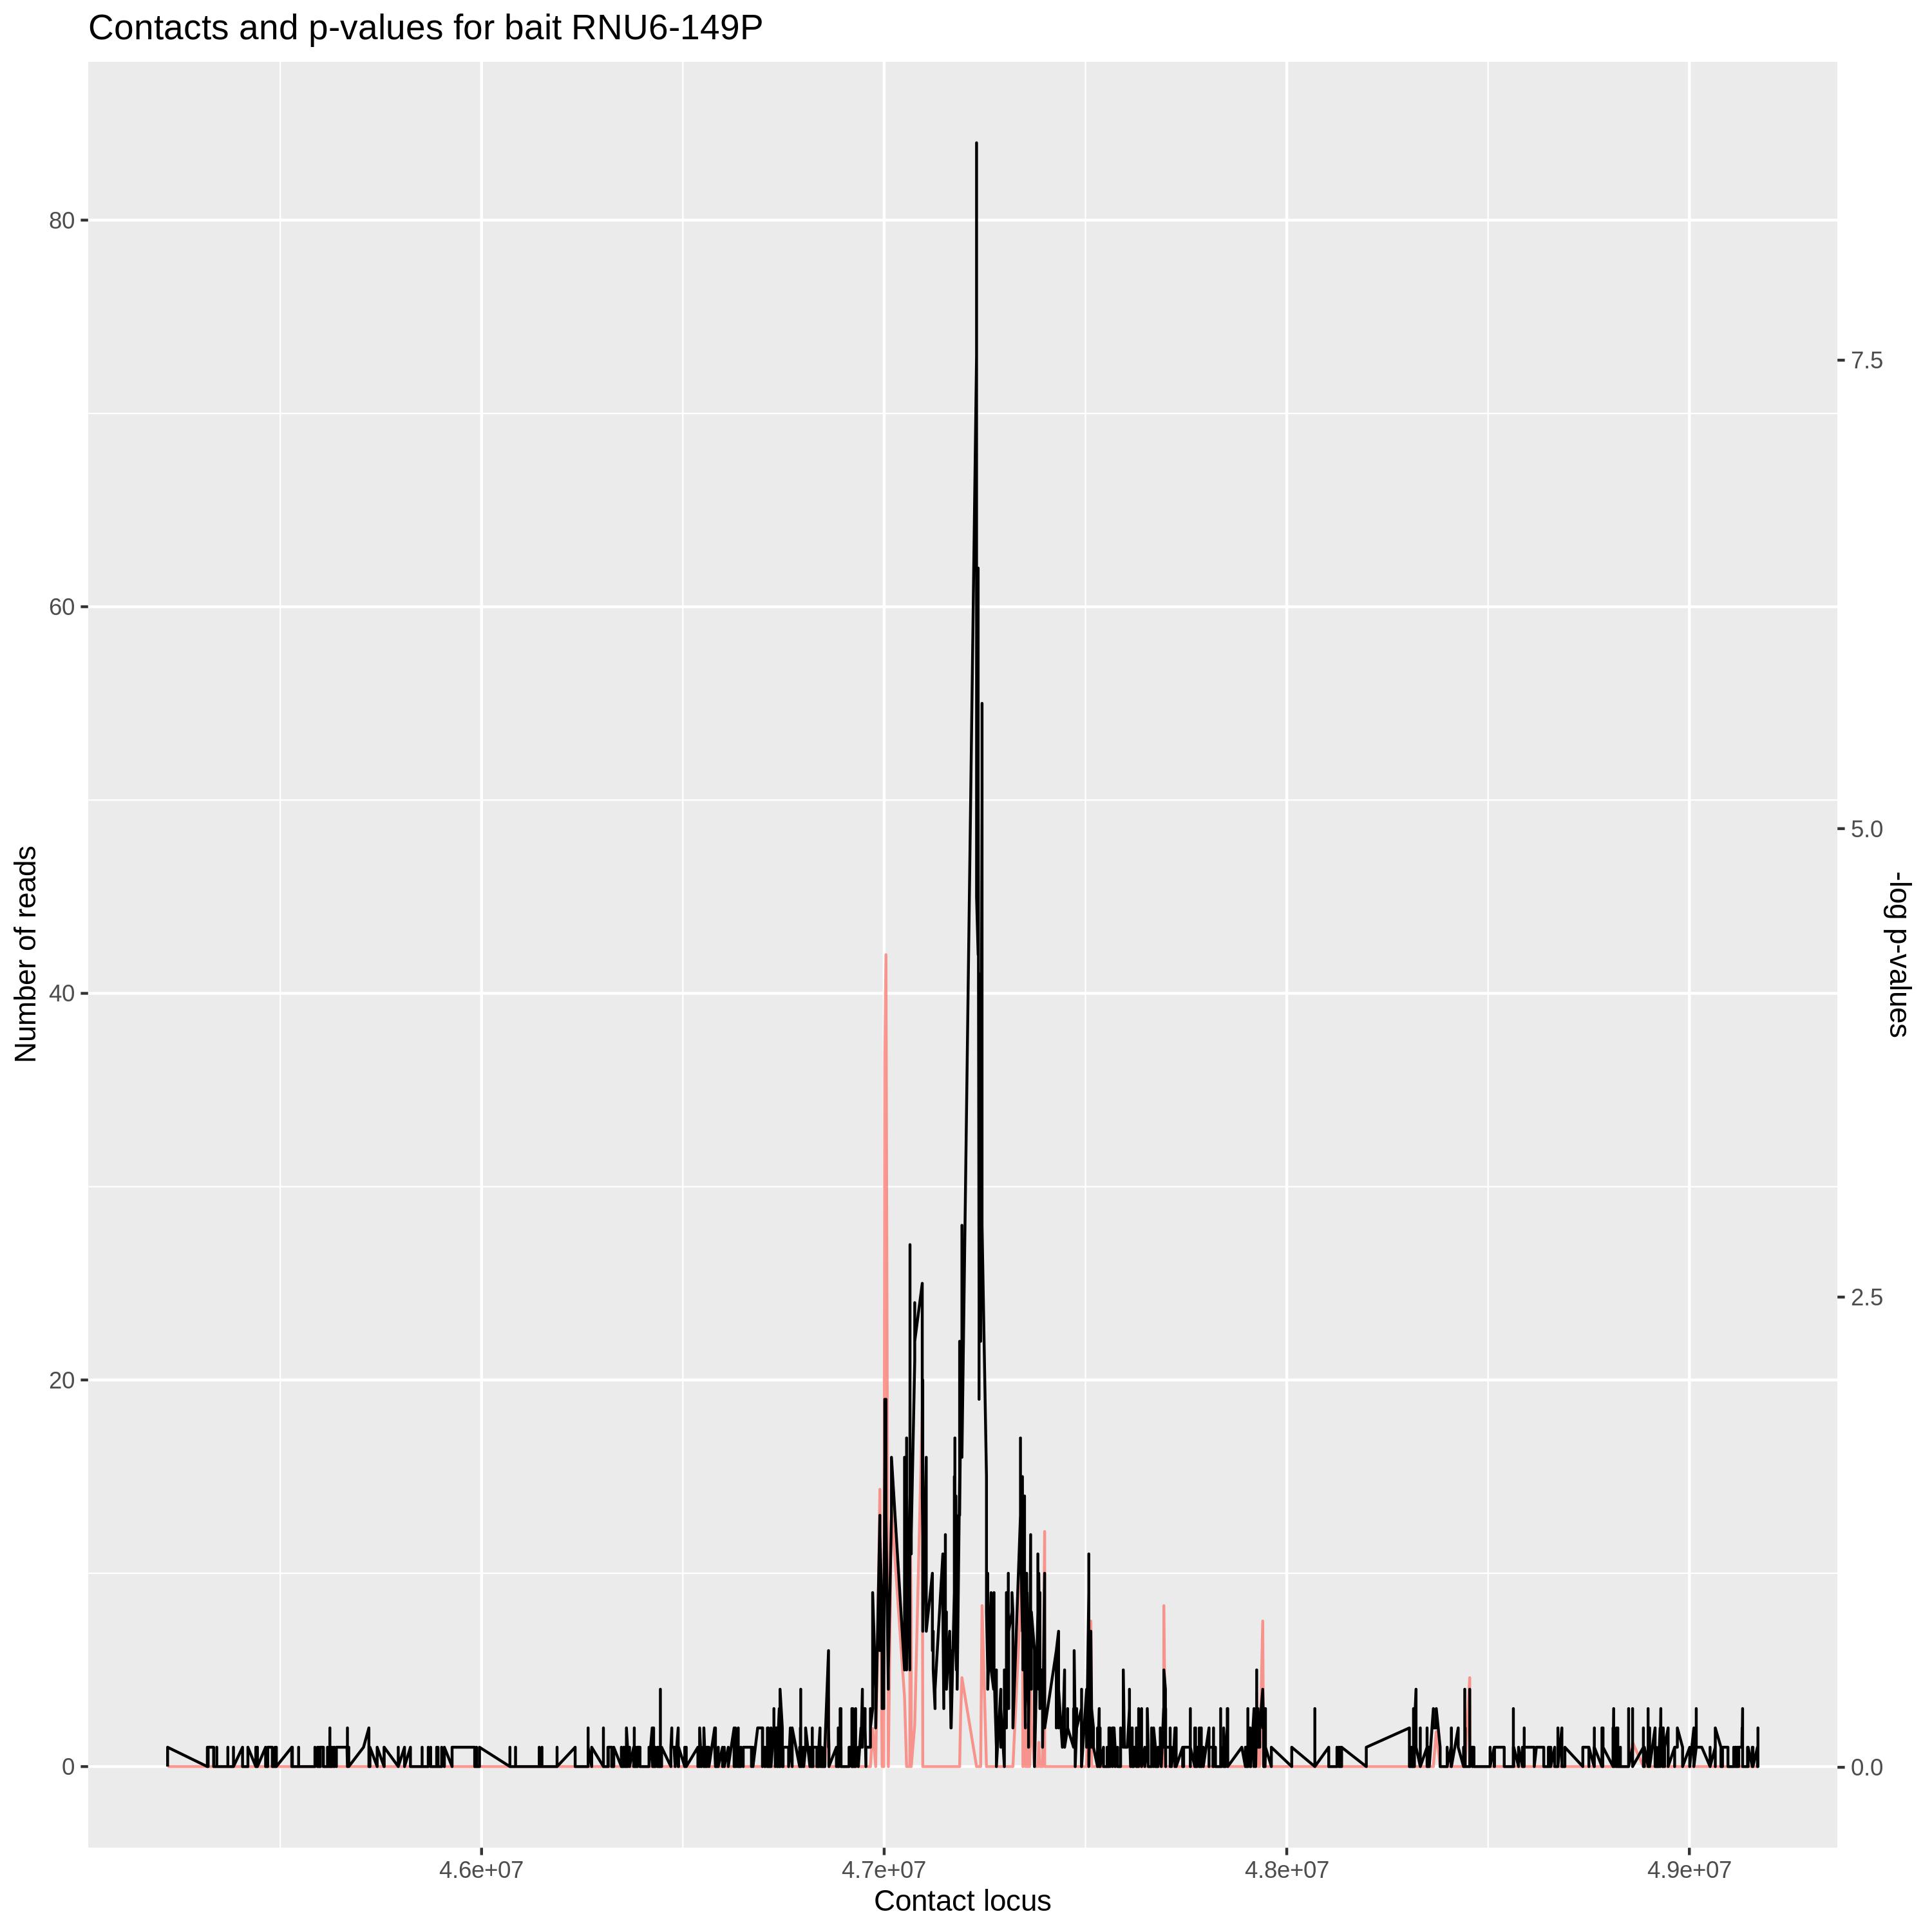 Contacts and p-values for bait RNU6-149P
80
60
40
20
0
Number of reads
7.5
5.0
2.5
0.0
-log p-values
4.6e+07
4.7e+07
4.8e+07
4.9e+07
Contact locus